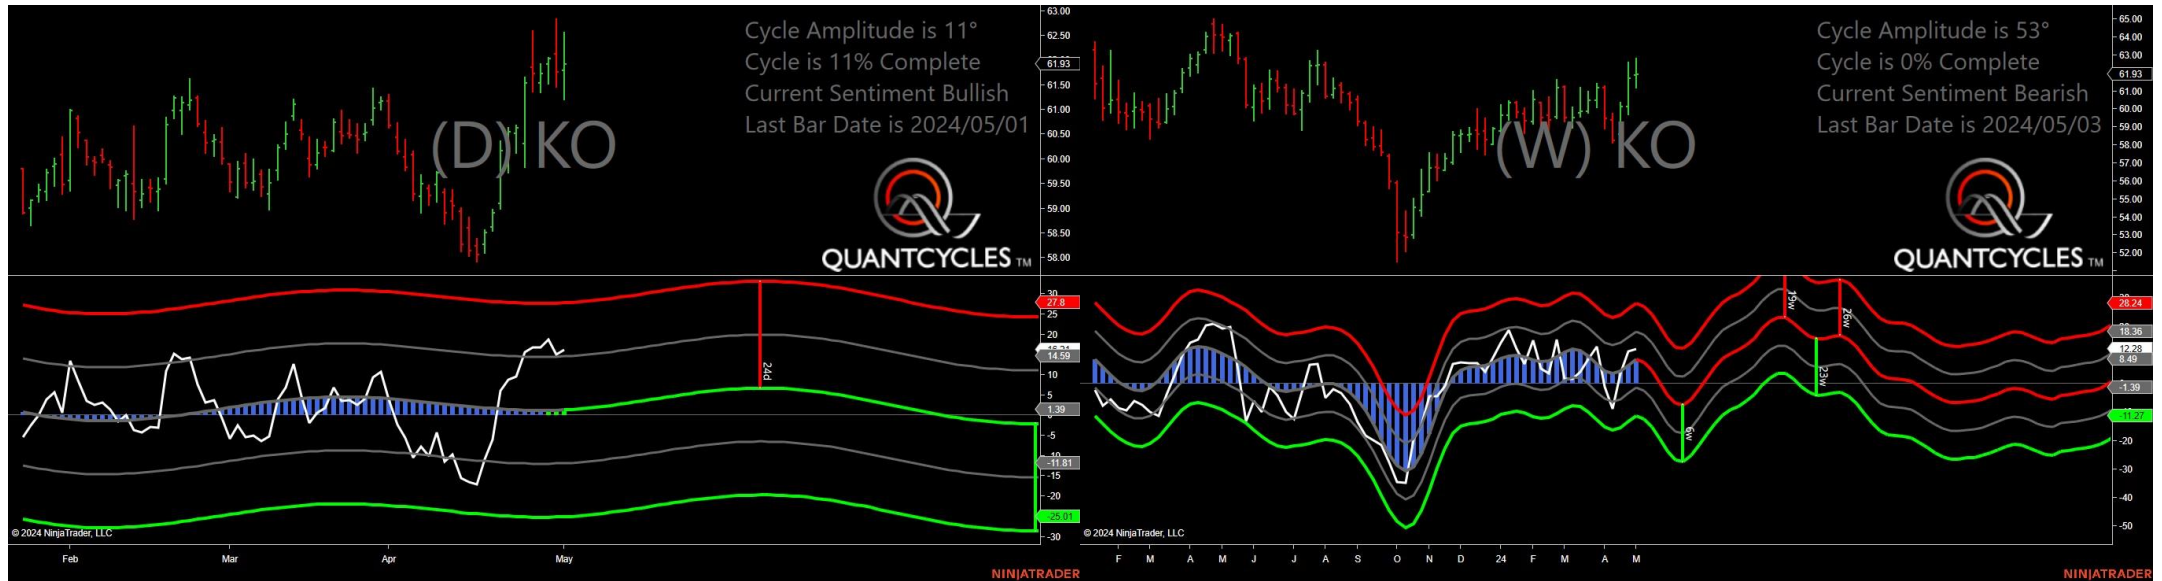 Cycle Amplitude is 11°
Cycle is 11% Complete
Current Sentiment Bullish
Last Bar Date is 2024/05/01
(D) KO
QUANTCYCLES TM
63.00
62.50
61.93
61.50
61.00
60.50
60.00
59.50
59.00
58.50
58.00
30
27.8
25
20
14.59
10
5
1.39
-5
-10
-11.81
-15
-20
-25.01
-30
24d
© 2024 NinjaTrader, LLC
Feb Mar Apr May
NINJATRADER
Cycle Amplitude is 53°
Cycle is 0% Complete
Current Sentiment Bearish
Last Bar Date is 2024/05/03
(W) KO
QUANTCYCLES TM
65.00
64.00
63.00
61.93
61.00
60.00
59.00
58.00
57.00
56.00
55.00
54.00
53.00
52.00
28.24
18.36
12.28
8.49
-1.39
-11.27
-20
-30
-40
-50
19w
26w
23w
6w
© 2024 NinjaTrader, LLC
F M A M J J A S O N D 24 F M A M
NINJATRADER